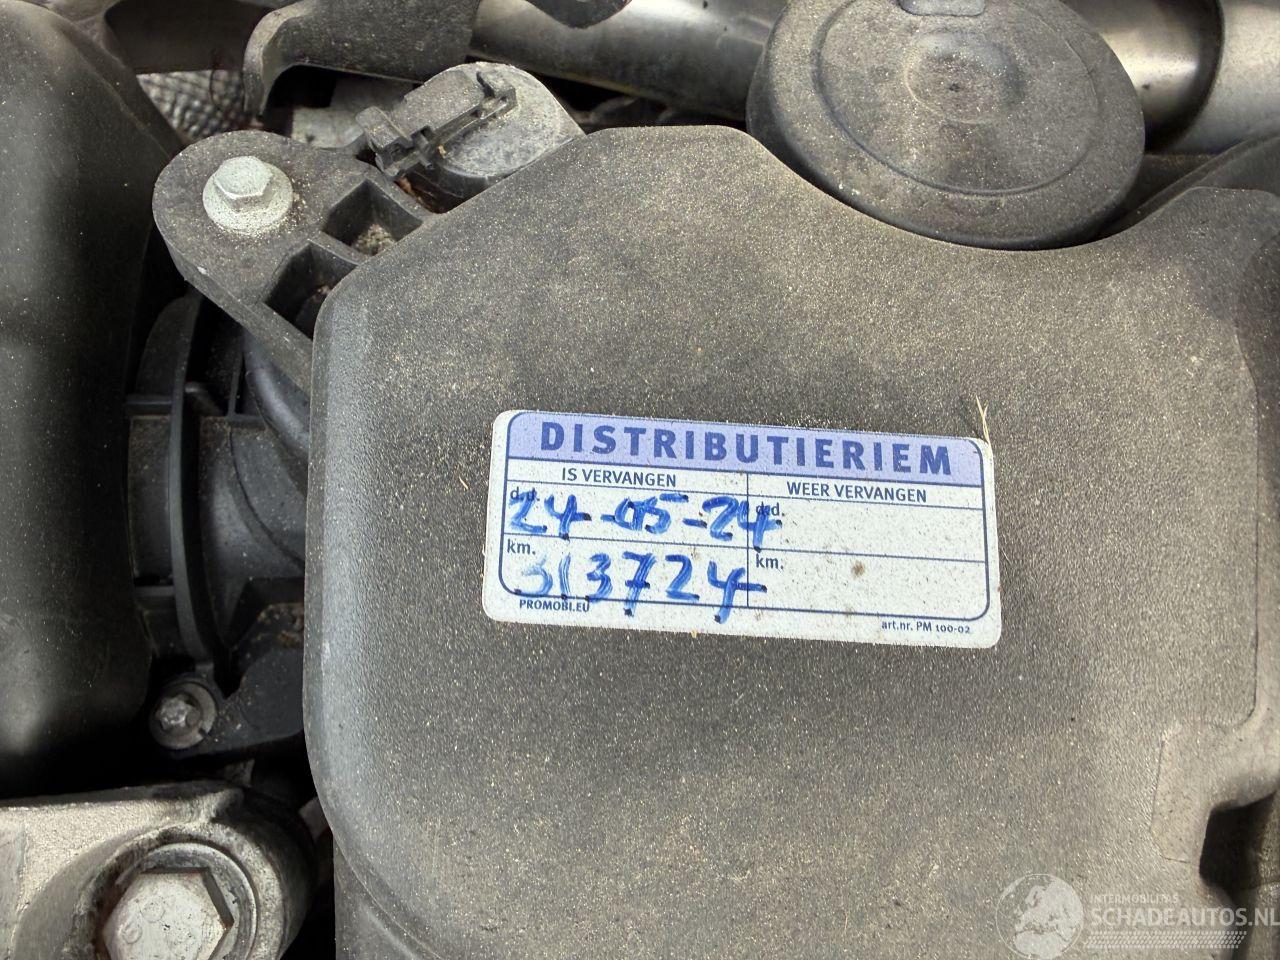 DISTRIBUTIERIEM
IS VERVANGEN
WEER VERVANGEN
d.d. 24-05-24
d.d.
km. 313724
km.
PROMOBI.EU
art.nr. PM 100-02
INTERMOBILITAS
SCHADEAUTOS.NL